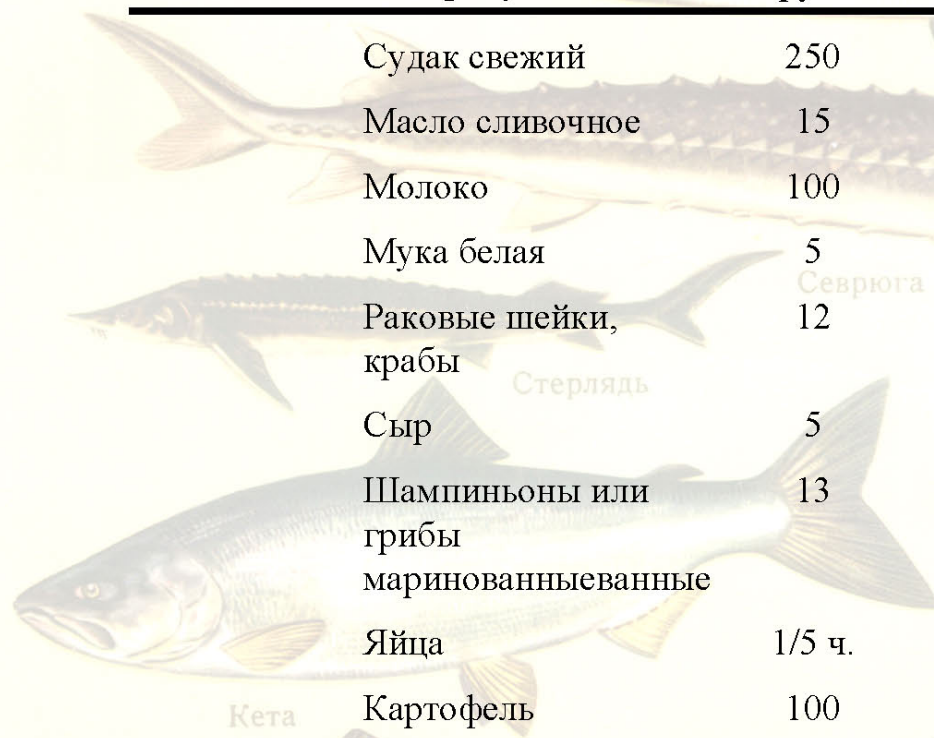 Судак свежий 250
Масло сливочное 15
Молоко 100
Мука белая 5
Севрюга
Раковые шейки, 12
крабы
Стерлядь
Сыр 5
Шампиньоны или 13
грибы
маринованныеванные
Яйца 1/5 ч.
Картофель 100
Кета